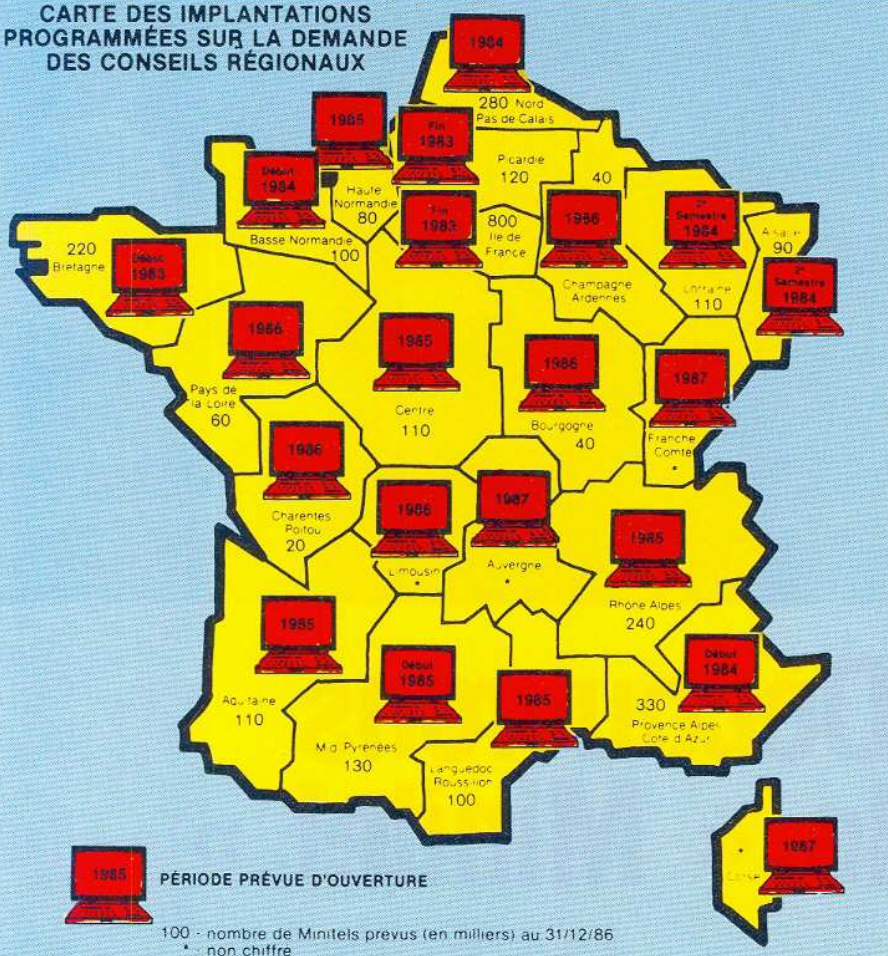 CARTE DES IMPLANTATIONS
PROGRAMMÉES SUR LA DEMANDE
DES CONSEILS RÉGIONAUX
1984
280 Nord
Pas de Calais
1985
Fin
1983
Picardie
120
40
Début
1984
Haute
Normandie
80
Fin
1983
800
Ile de
France
1986
2e
Semestre
1984
Alsace
90
220
Bretagne
Début
1983
Basse Normandie
100
Champagne
Ardennes
Lorraine
110
2e
Semestre
1984
1986
1985
1986
1987
Pays de
la Loire
60
Centre
110
Bourgogne
40
Franche
Comté
*
1986
Charentes
Poitou
20
1986
Limousin
*
1987
Auvergne
*
1985
Rhône Alpes
240
1985
Aquitaine
110
Début
1985
Midi Pyrénées
130
1985
Languedoc
Roussillon
100
Début
1984
330
Provence Alpes
Cote d'Azur
1987
*
Corse
1985
PÉRIODE PRÉVUE D'OUVERTURE
100 - nombre de Minitels prévus (en milliers) au 31/12/86
* - non chiffre